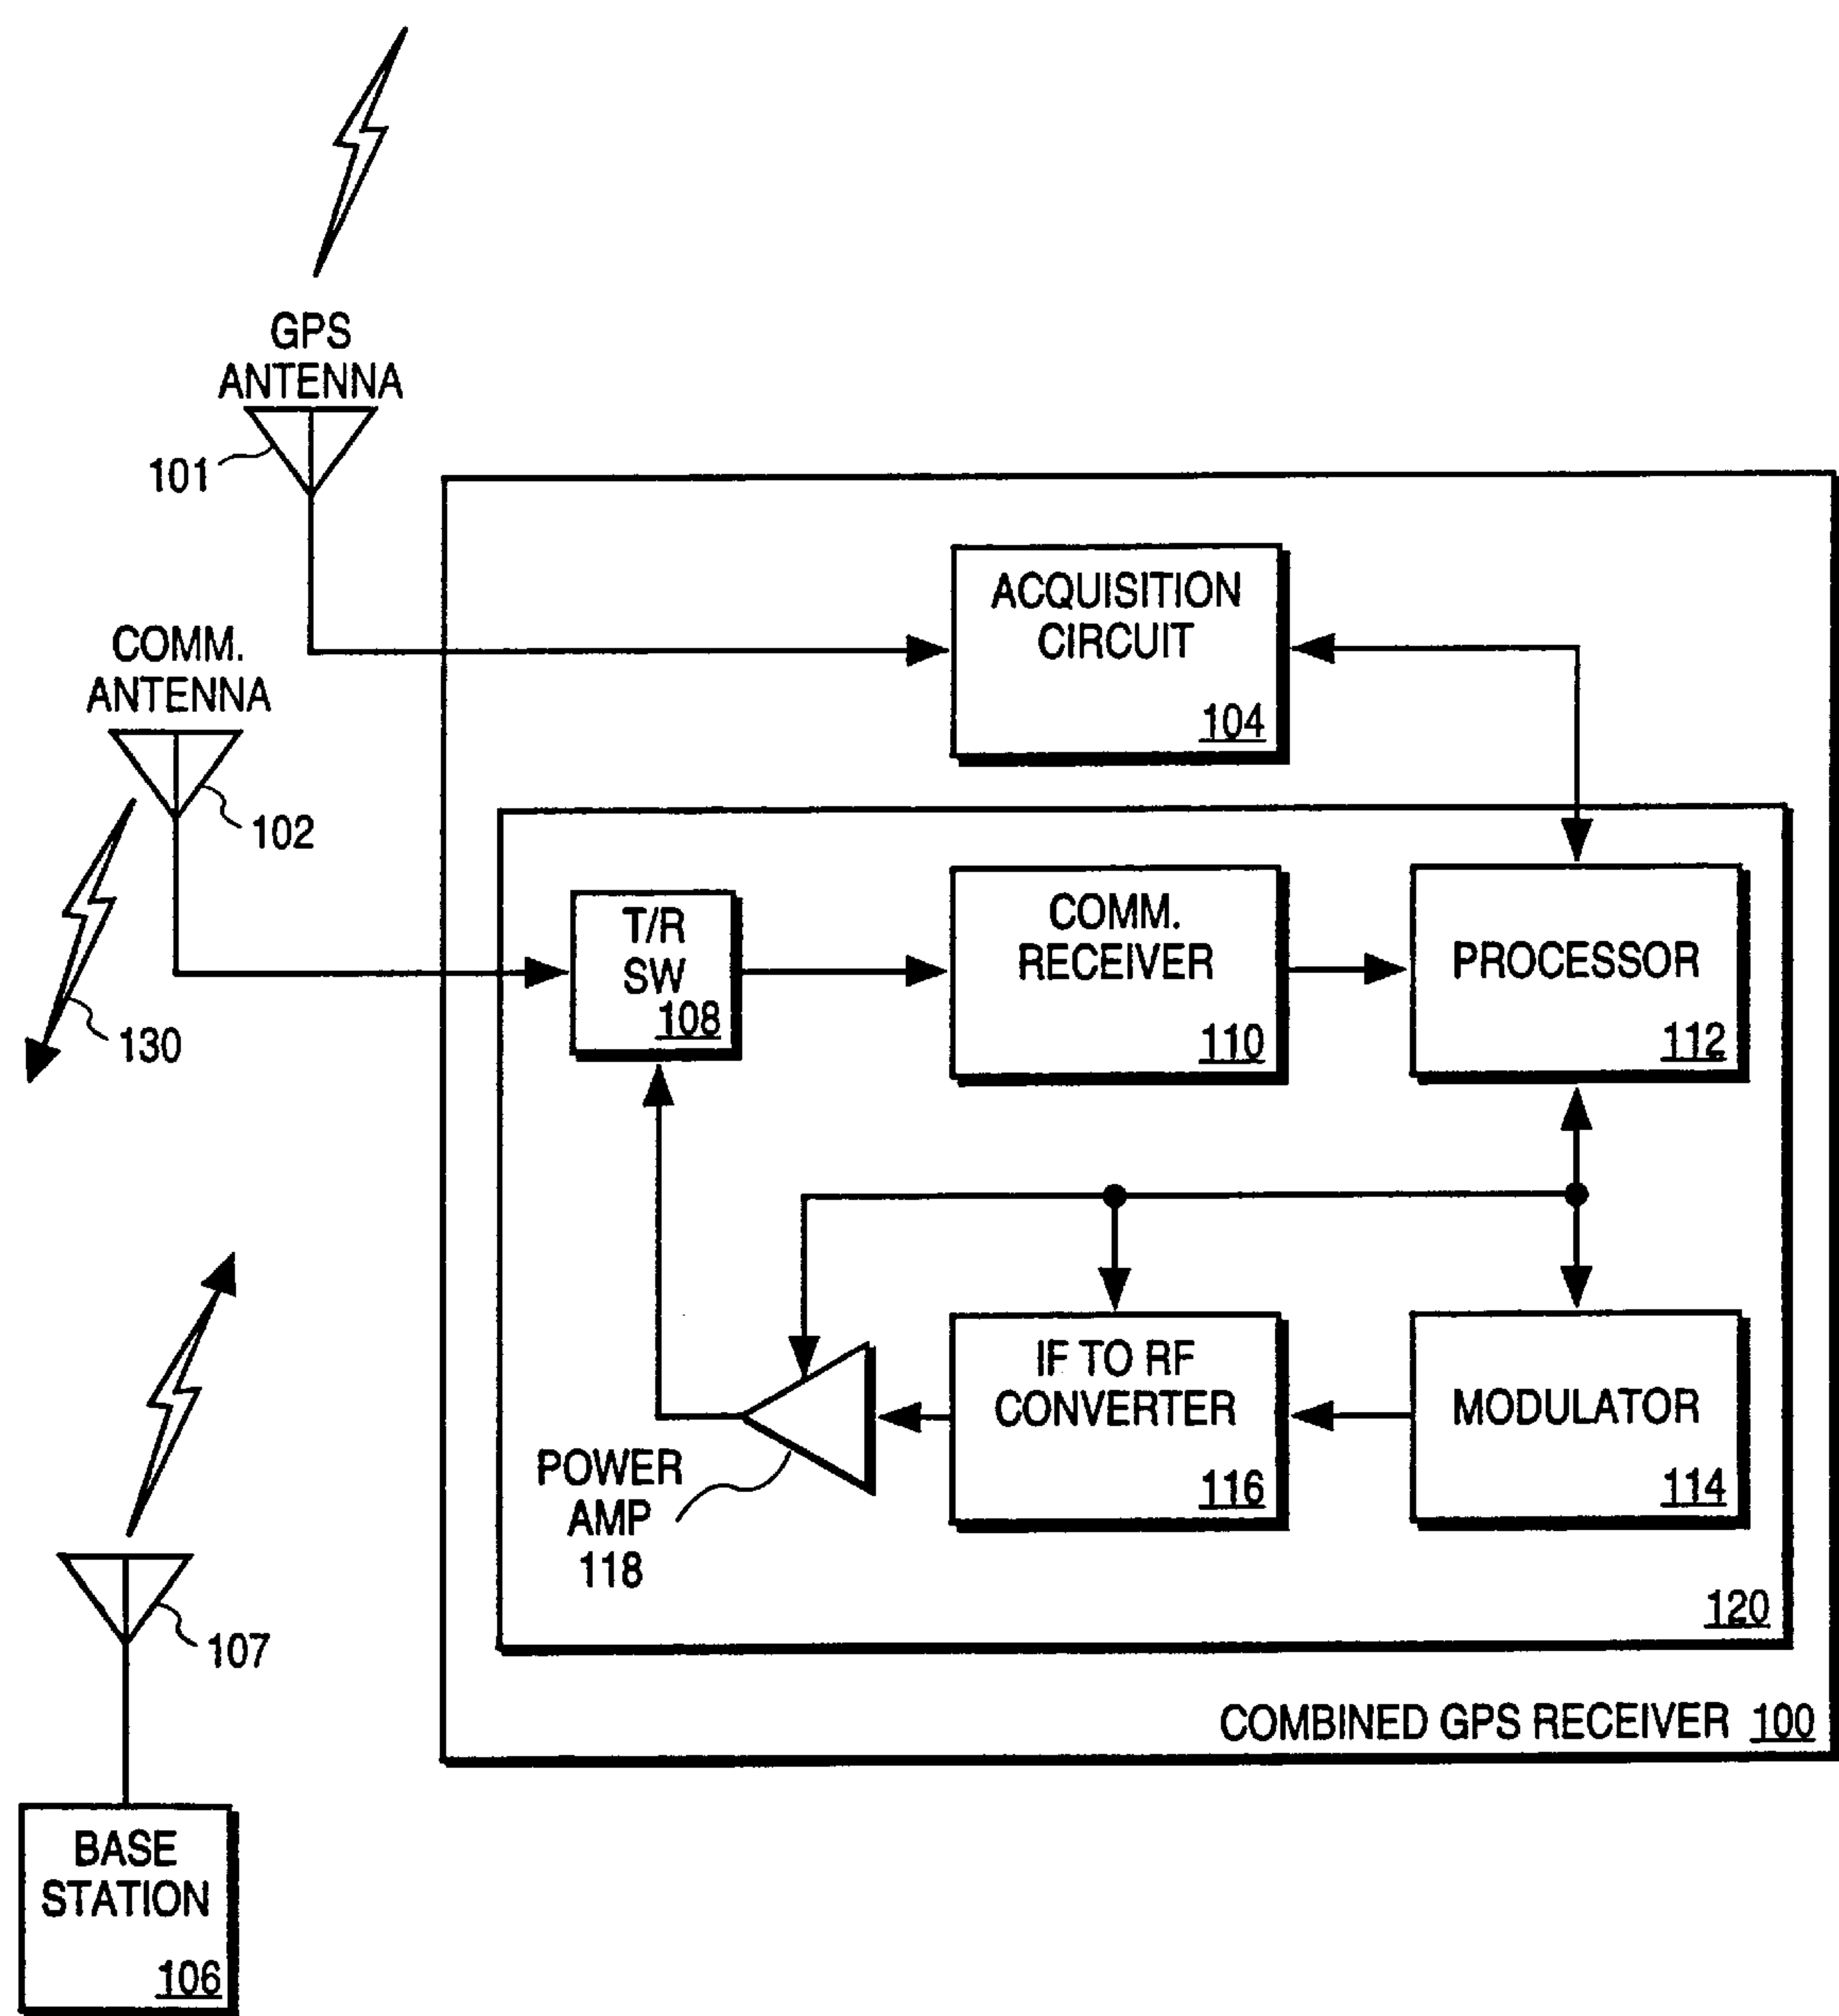 GPS
ANTENNA
101
COMM.
ANTENNA
102
130
ACQUISITION
CIRCUIT
104
T/R
SW
108
COMM.
RECEIVER
110
PROCESSOR
112
POWER
AMP
118
IF TO RF
CONVERTER
116
MODULATOR
114
120
COMBINED GPS RECEIVER 100
107
BASE
STATION
106